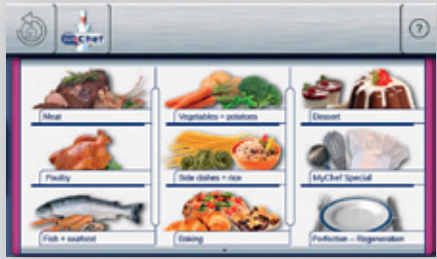 MyChef
?
Meat
Vegetables + potatoes
Dessert
Poultry
Side dishes + rice
MyChef Special
Fish + seafood
Baking
Perfection – Regeneration